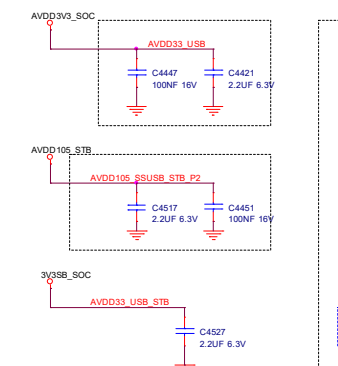 AVDD3V3_SOC
AVDD33_USB
C4447
100NF 16V
C4421
2.2UF 6.3V
AVDD105_STB
AVDD105_SSUSB_STB_P2
C4517
2.2UF 6.3V
C4451
100NF 16V
3V3SB_SOC
AVDD33_USB_STB
C4527
2.2UF 6.3V